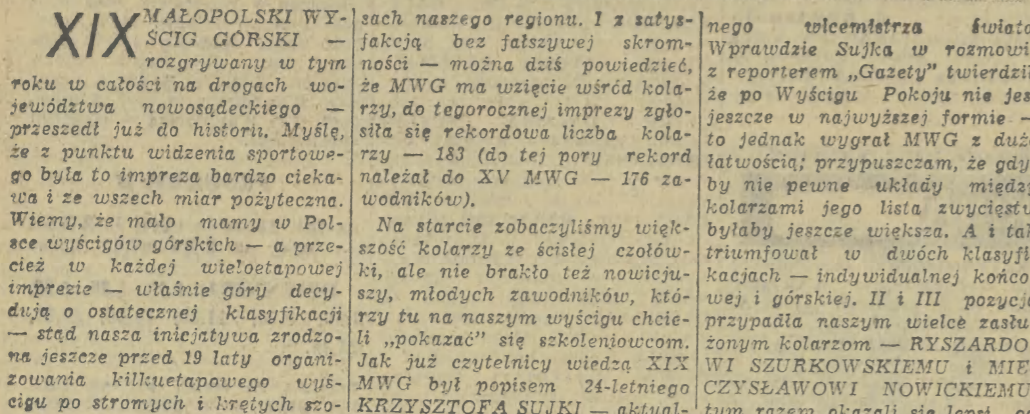 XIX MAŁOPOLSKI WY-
ŚCIG GÓRSKI —
rozgrywany w tym
roku w całości na drogach wo-
jewództwa nowosądeckiego —
przeszedł już do historii. Myślę,
że z punktu widzenia sportowe-
go była to impreza bardzo cieka-
wa i ze wszech miar pożyteczna.
Wiemy, że mało mamy w Pol-
sce wyścigów górskich — a prze-
cież w każdej wieloetapowej
imprezie — właśnie góry decy-
dują o ostatecznej klasyfikacji
— stąd nasza inicjatywa zrodzo-
na jeszcze przed 19 laty organi-
zowania kilkuetapowego wyś-
cigu po stromych i krętych szo-
sach naszego regionu. I z satys-
fakcją bez fałszywej skrom-
ności — można dziś powiedzieć,
że MWG ma wzięcie wśród kola-
rzy, do tegorocznej imprezy zgło-
siła się rekordowa liczba kola-
rzy — 183 (do tej pory rekord
należał do XV MWG — 176 za-
wodników).
Na starcie zobaczyliśmy więk-
szość kolarzy ze ścisłej czołów-
ki, ale nie brakło też nowicju-
szy, młodych zawodników, któ-
rzy tu na naszym wyścigu chcie-
li „pokazać” się szkoleniowcom.
Jak już czytelnicy wiedzą XIX
MWG był popisem 24-letniego
KRZYSZTOFA SUJKI — aktual-
nego wicemistrza świata
Wprawdzie Sujka w rozmowi
z reporterem „Gazety” twierdził
że po Wyścigu Pokoju nie jes
jeszcze w najwyższej formie —
to jednak wygrał MWG z duż
łatwością; przypuszczam, że gdy
by nie pewne układy między
kolarzami jego lista zwycięstw
byłaby jeszcze większa. A i tak
triumfował w dwóch klasyfi
kacjach — indywidualnej końco
wej i górskiej. II i III pozycja
przypadła naszym wielce zasłu
żonym kolarzom — RYSZARDO
WI SZURKOWSKIEMU i MIE
CZYSŁAWOWI NOWICKIEMU
tym razem okazali się lepsi